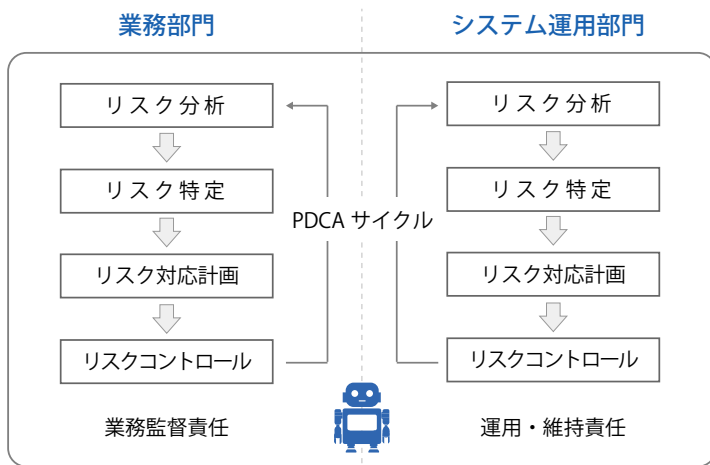 業務部門
システム運用部門
リスク分析
リスク分析
リスク特定
リスク特定
PDCA サイクル
リスク対応計画
リスク対応計画
リスクコントロール
リスクコントロール
業務監督責任
運用・維持責任